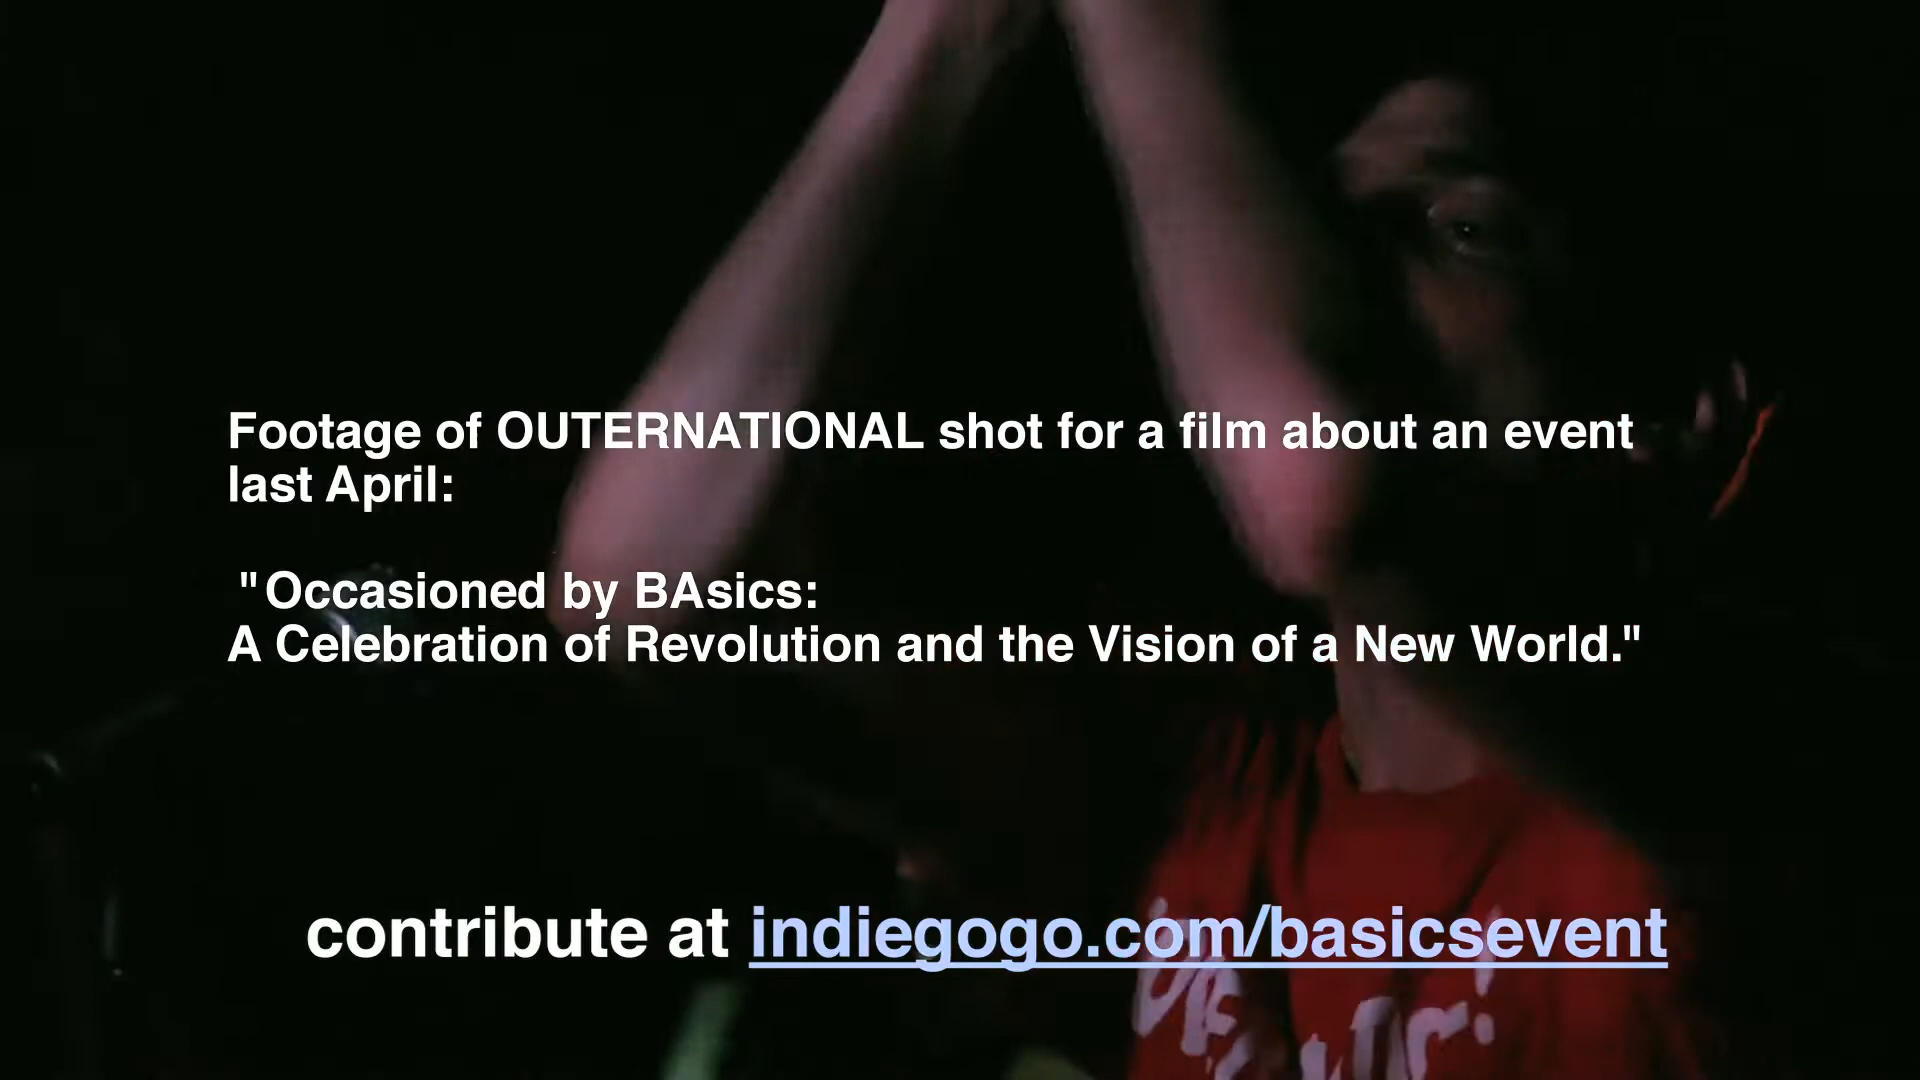 Footage of OUTERNATIONAL shot for a film about an event
last April:
"Occasioned by BAsics:
A Celebration of Revolution and the Vision of a New World."
contribute at indiegogo.com/basicsevent